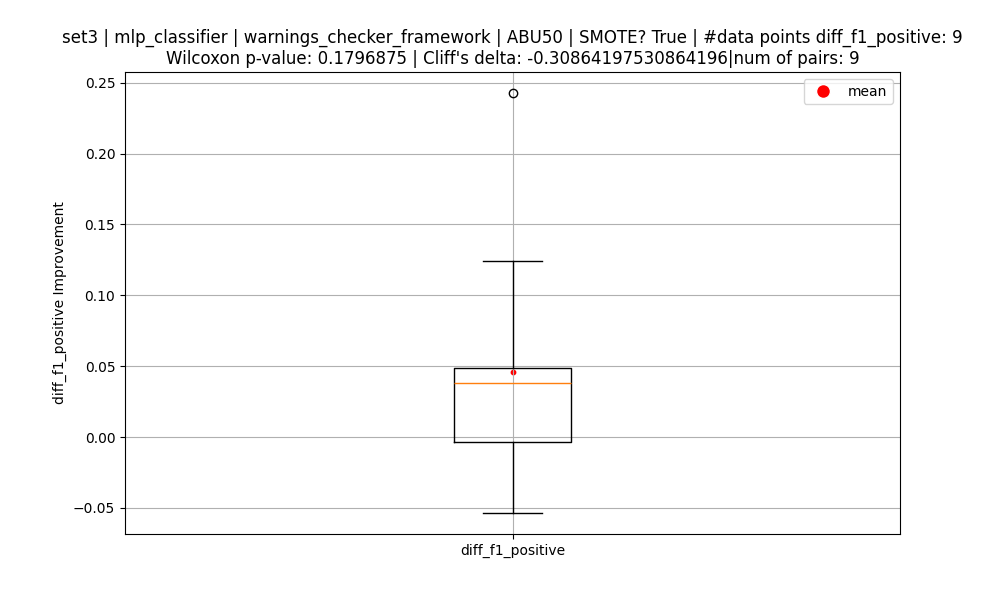 set3 | mlp_classifier | warnings_checker_framework | ABU50 | SMOTE? True | #data points diff_f1_positive: 9
Wilcoxon p-value: 0.1796875 | Cliff's delta: -0.30864197530864196|num of pairs: 9
mean
0.25
0.20
0.15
0.10
0.05
0.00
−0.05
diff_f1_positive Improvement
diff_f1_positive